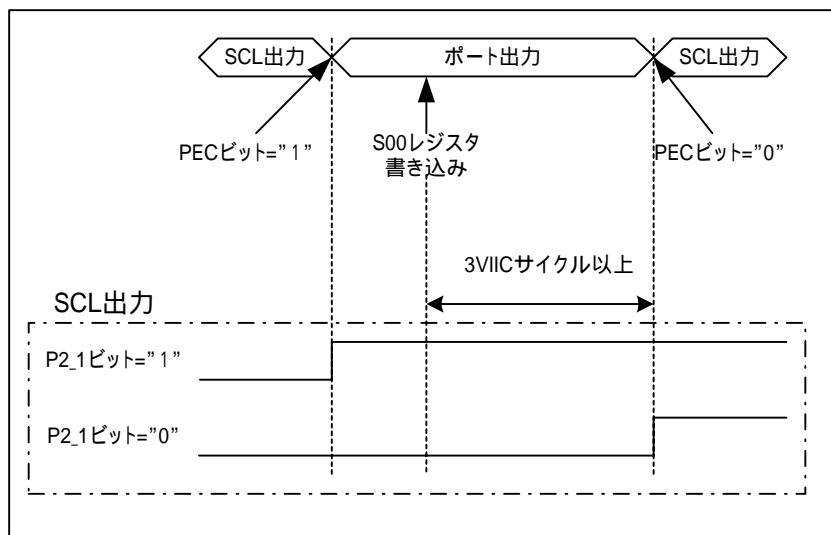 SCL出力
ポート出力
SCL出力
PECビット=”1”
S00レジスタ
書き込み
PECビット=”0”
3VIICサイクル以上
SCL出力
P2_1ビット=”1”
P2_1ビット=”0”